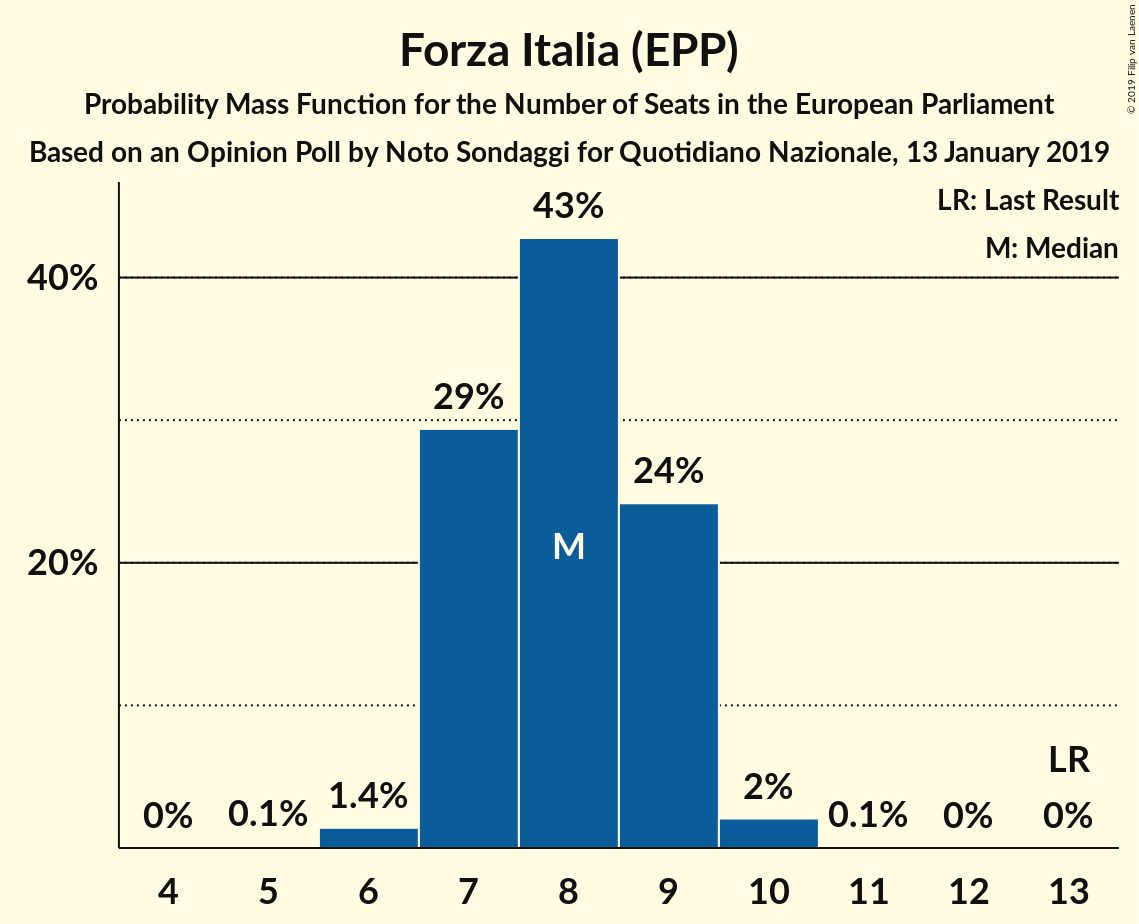 Forza Italia (EPP)
Probability Mass Function for the Number of Seats in the European Parliament
Based on an Opinion Poll by Noto Sondaggi for Quotidiano Nazionale, 13 January 2019
© 2019 Filip van Laenen
LR: Last Result
M: Median
40%
20%
0%
0.1%
1.4%
29%
43%
M
24%
2%
0.1%
0%
LR
0%
4 5 6 7 8 9 10 11 12 13